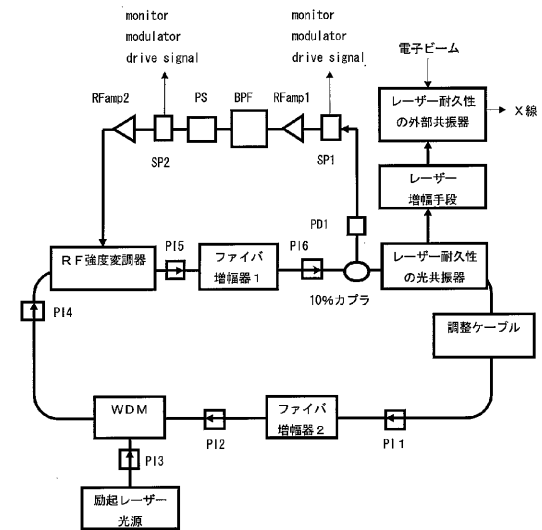 monitor
modulator
drive signal
monitor
modulator
drive signal
電子ビーム
RFamp2
PS
BPF
RFamp1
レーザー耐久性
の外部共振器
X線
SP2
SP1
レーザー
増幅手段
PD1
PI5
PI6
RF強度変調器
ファイバ
増幅器1
レーザー耐久性
の光共振器
10%カプラ
PI4
調整ケーブル
WDM
ファイバ
増幅器2
PI2
PI1
PI3
励起レーザー
光源